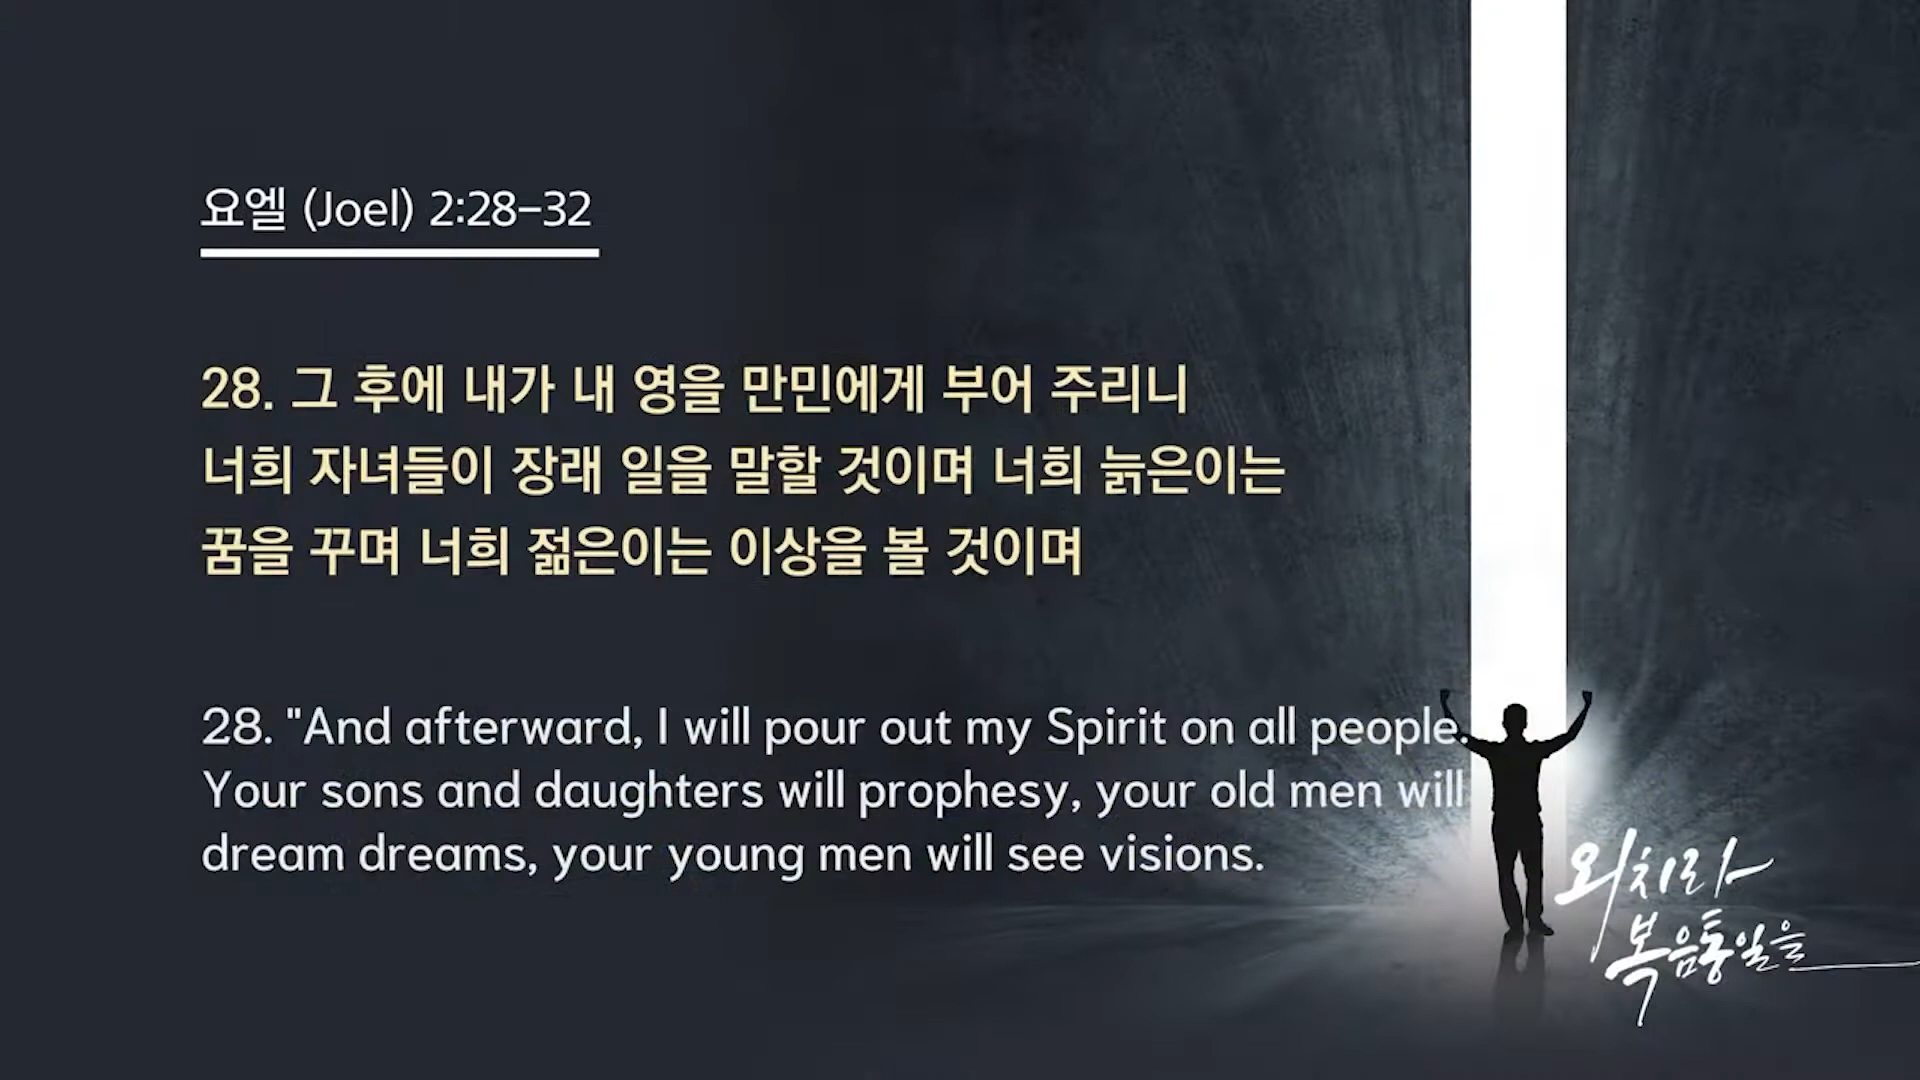 요엘 (Joel) 2:28-32
28. 그 후에 내가 내 영을 만민에게 부어 주리니
너희 자녀들이 장래 일을 말할 것이며 너희 늙은이는
꿈을 꾸며 너희 젊은이는 이상을 볼 것이며
28. "And afterward, I will pour out my Spirit on all people.
Your sons and daughters will prophesy, your old men will
dream dreams, your young men will see visions.
외치라
복음통일을